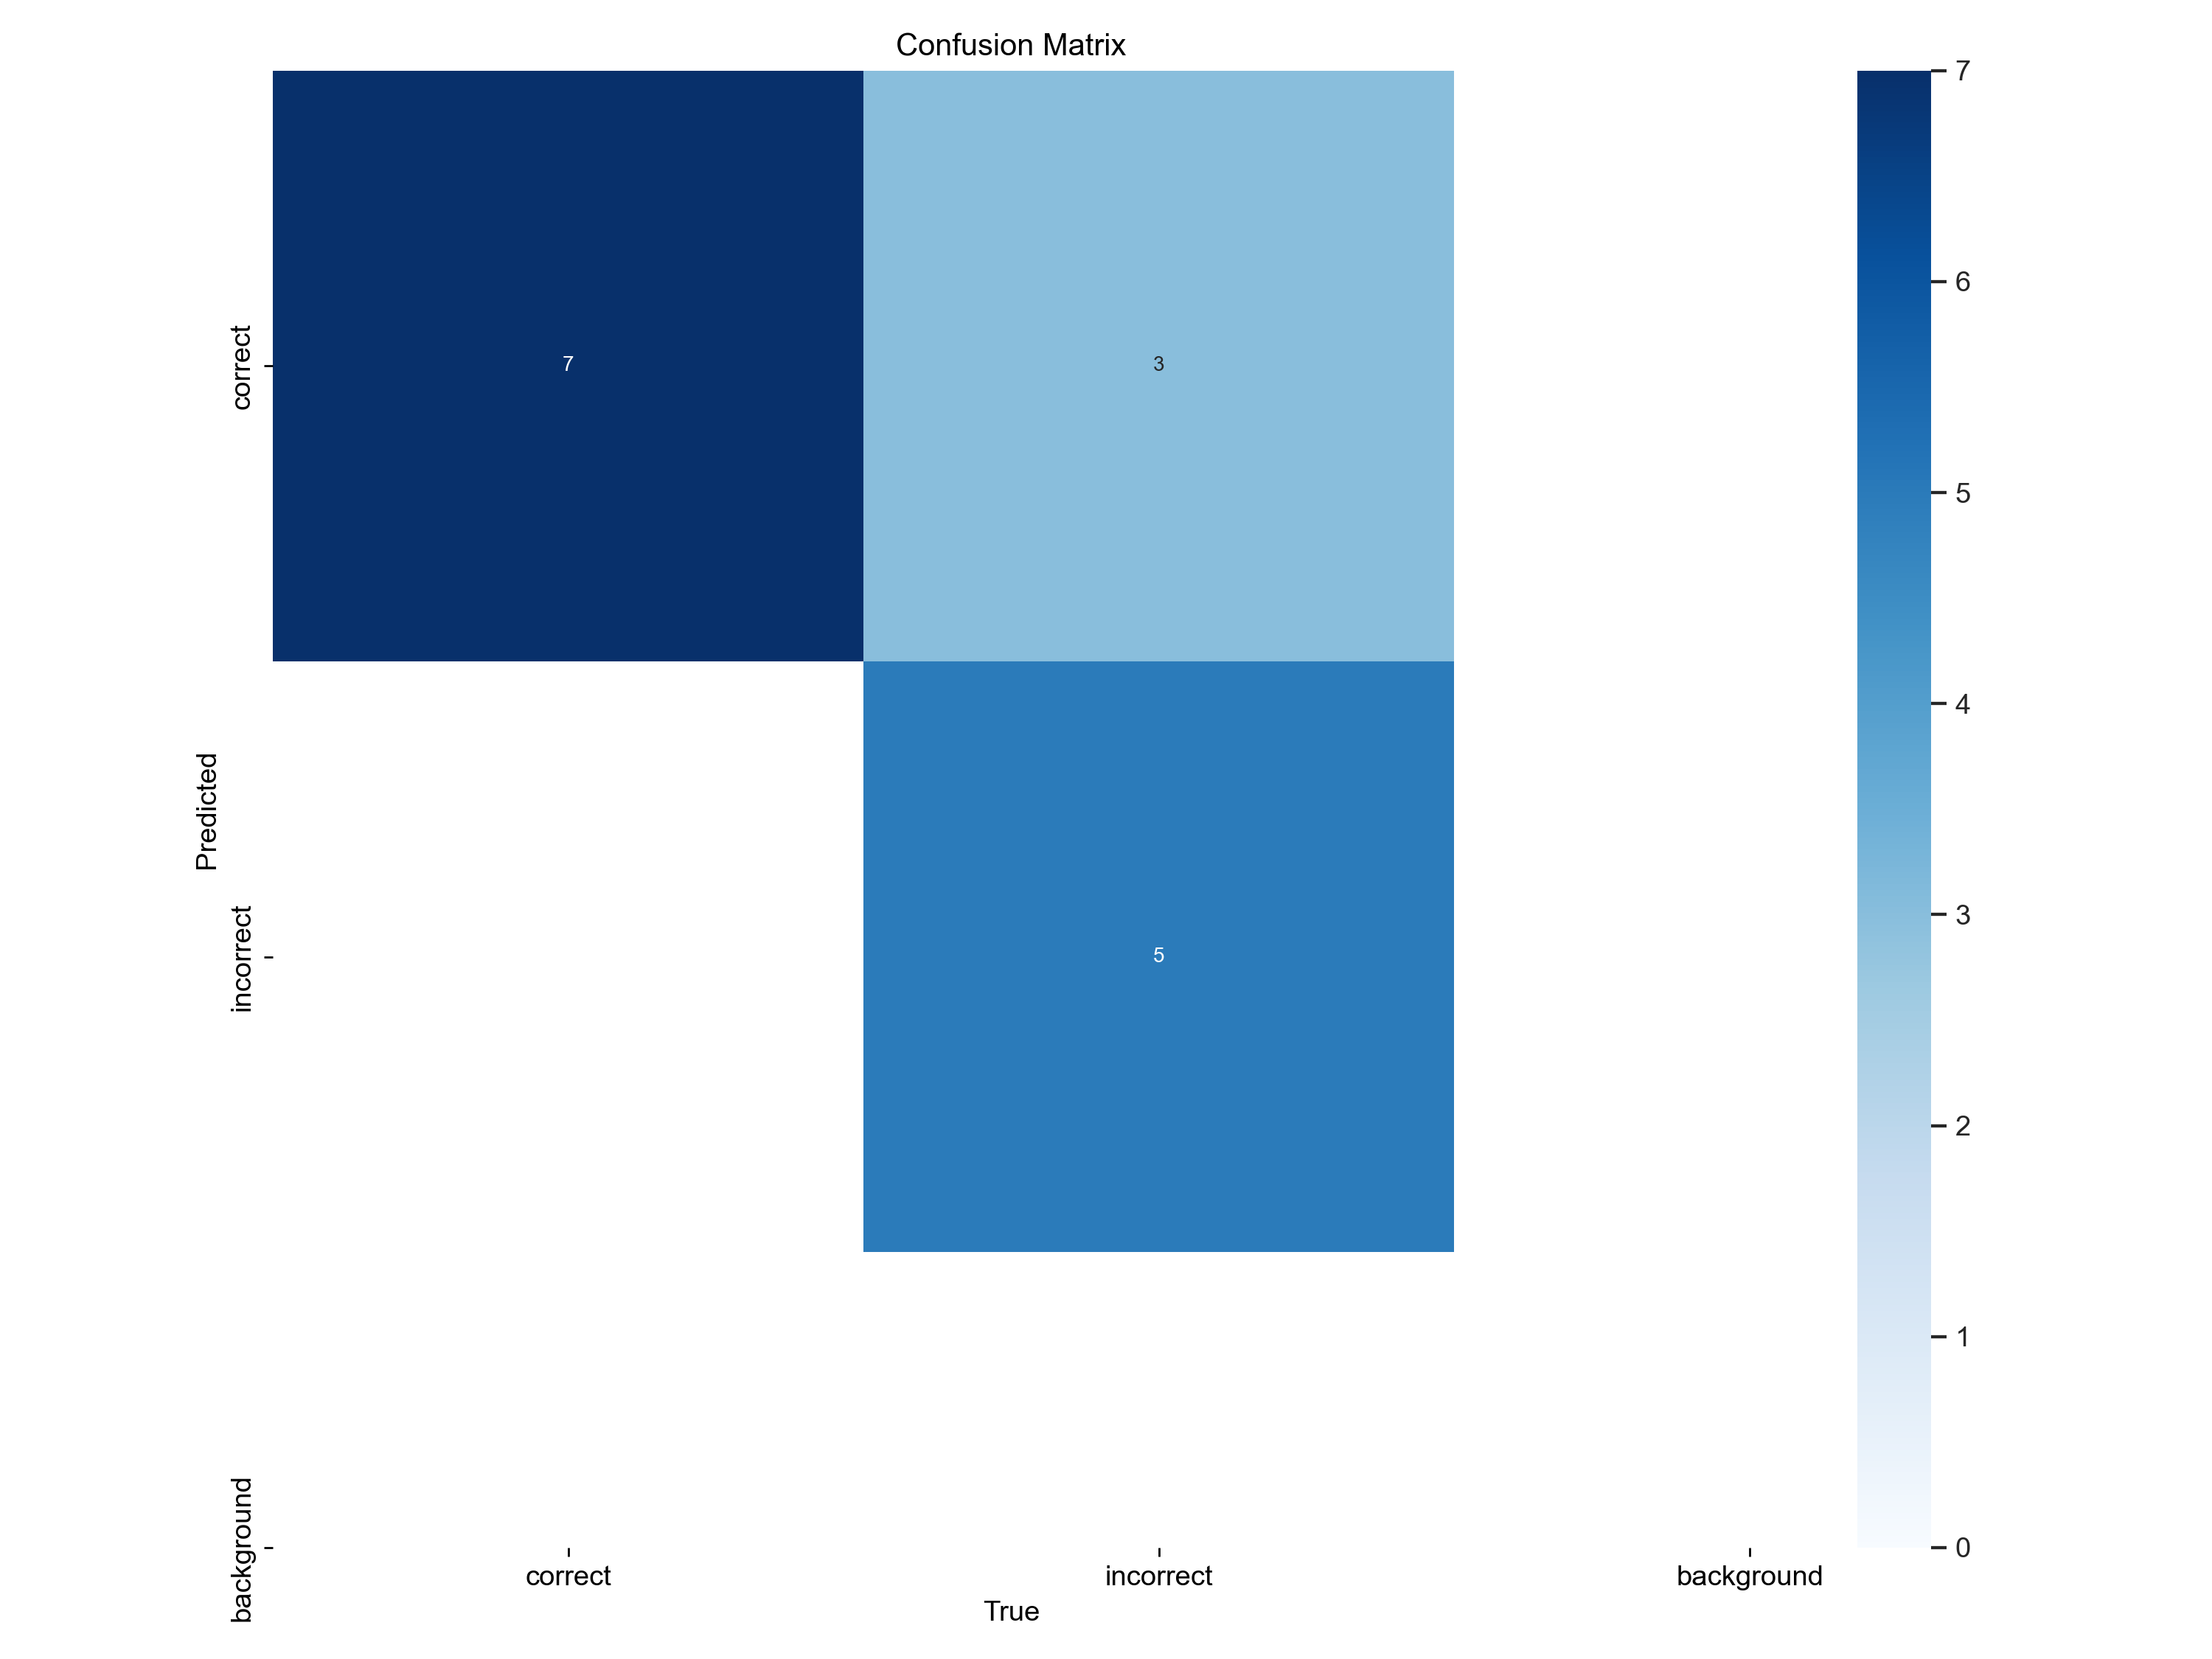 Confusion Matrix
7
6
5
4
3
2
1
0
Predicted
correct
incorrect
background
7
3
5
correct
incorrect
background
True